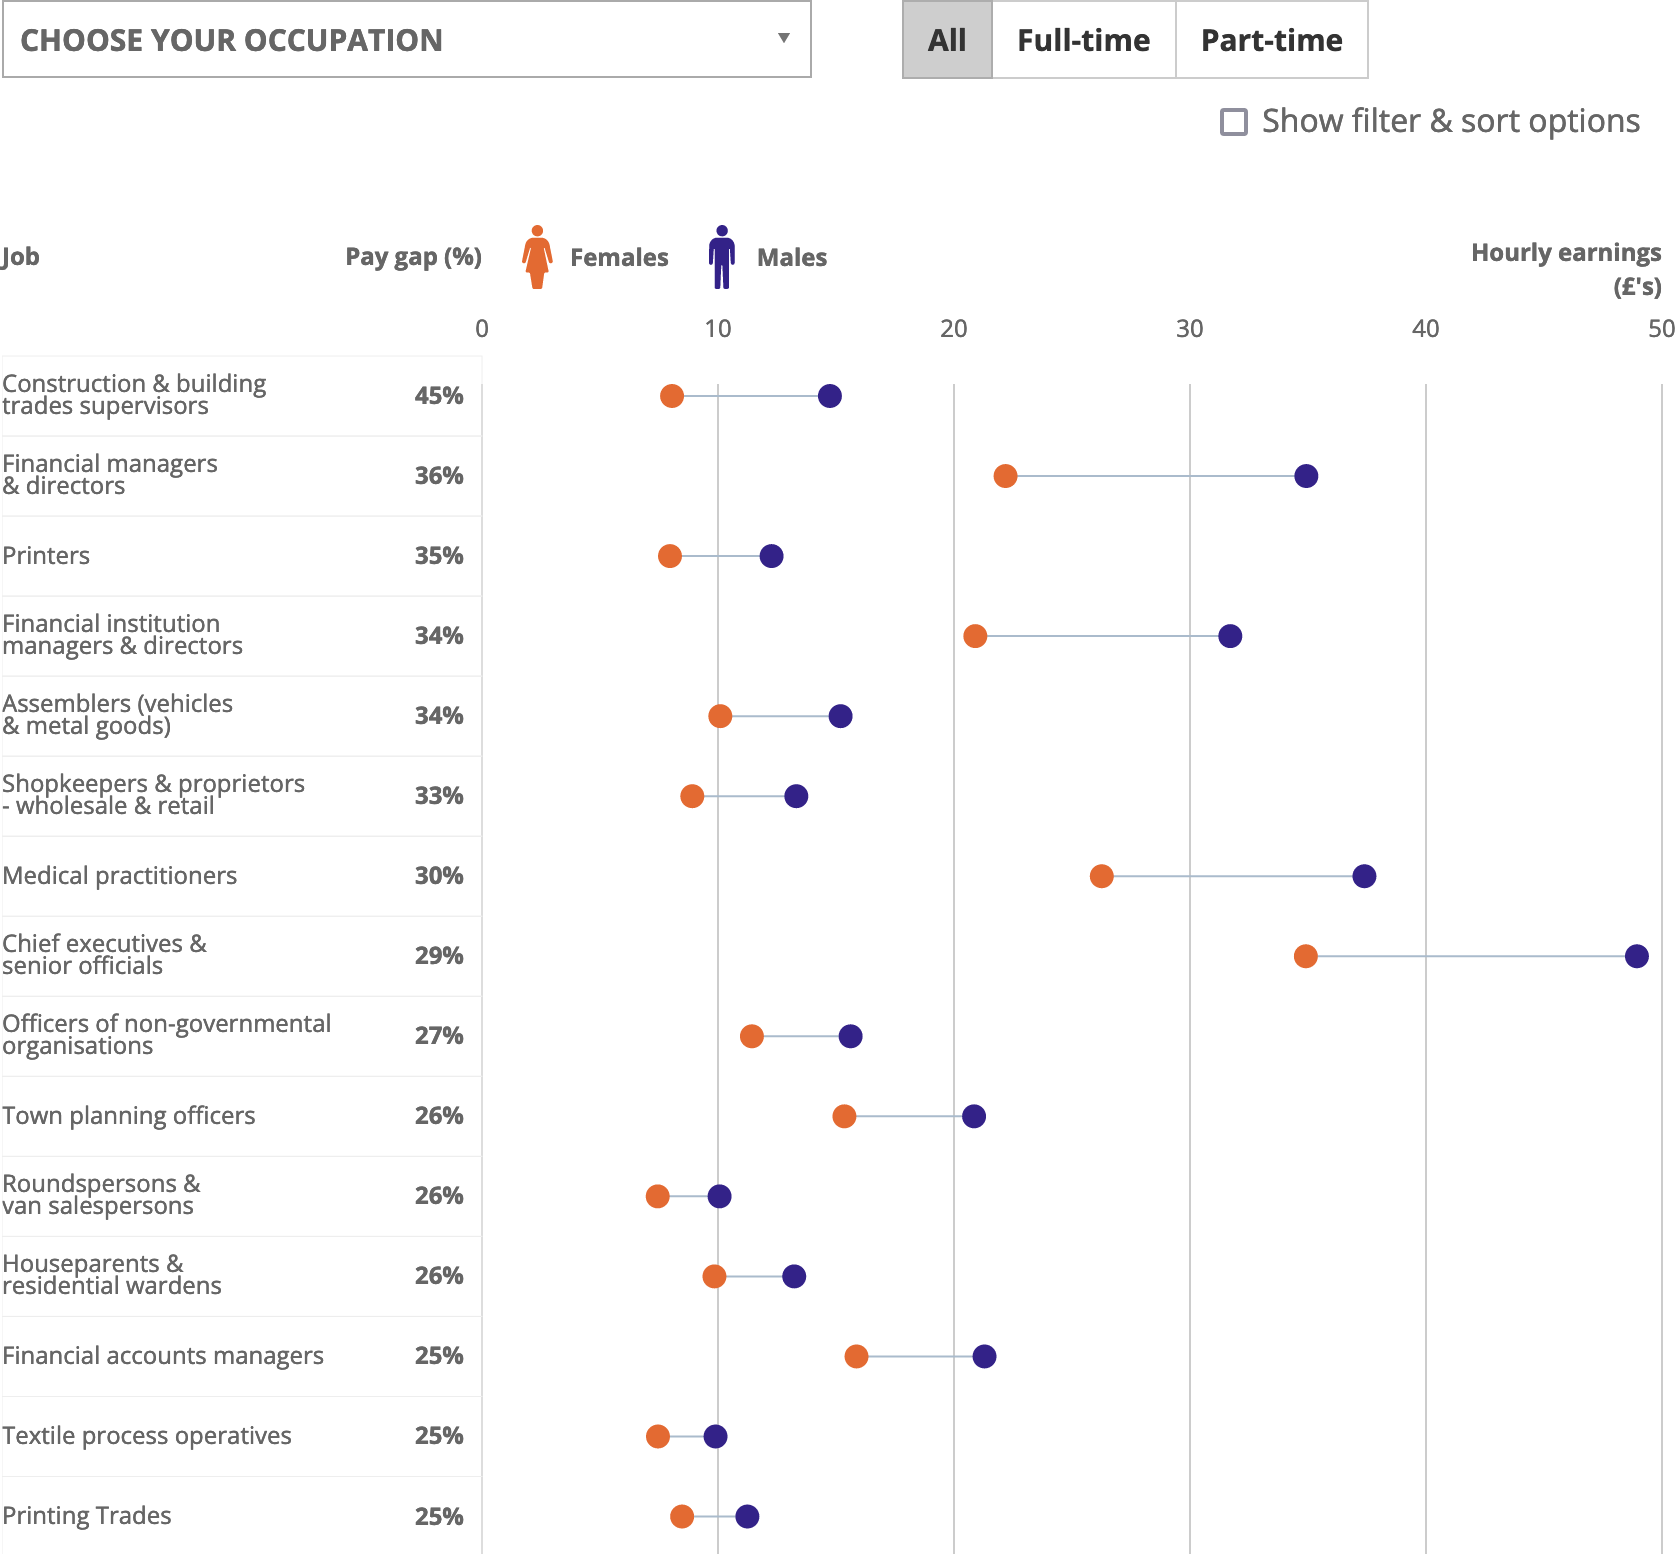 CHOOSE YOUR OCCUPATION
All Full-time Part-time
Show filter & sort options
Job Pay gap (%) Females Males Hourly earnings
(£'s)
0 10 20 30 40 50
Construction & building
trades supervisors
45%
Financial managers
& directors
36%
Printers 35%
Financial institution
managers & directors
34%
Assemblers (vehicles
& metal goods)
34%
Shopkeepers & proprietors
- wholesale & retail
33%
Medical practitioners 30%
Chief executives &
senior officials
29%
Officers of non-governmental
organisations
27%
Town planning officers 26%
Roundspersons &
van salespersons
26%
Houseparents &
residential wardens
26%
Financial accounts managers 25%
Textile process operatives 25%
Printing Trades 25%